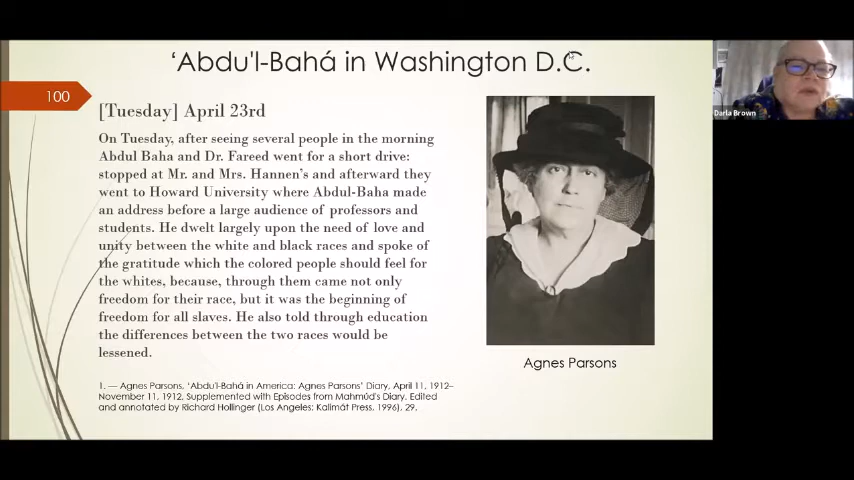 ‘Abdu'l-Bahá in Washington D.C.
100
[Tuesday] April 23rd
On Tuesday, after seeing several people in the morning
Abdul Baha and Dr. Fareed went for a short drive:
stopped at Mr. and Mrs. Hannen's and afterward they
went to Howard University where Abdul-Baha made
an address before a large audience of professors and
students. He dwelt largely upon the need of love and
unity between the white and black races and spoke of
the gratitude which the colored people should feel for
the whites, because, through them came not only
freedom for their race, but it was the beginning of
freedom for all slaves. He also told through education
the differences between the two races would be
lessened.
1. — Agnes Parsons, ‘Abdu'l-Bahá in America: Agnes Parsons' Diary, April 11, 1912–
November 11, 1912, Supplemented with Episodes from Mahmúd's Diary. Edited
and annotated by Richard Hollinger (Los Angeles: Kalimát Press, 1996), 29.
Agnes Parsons
Darla Brown